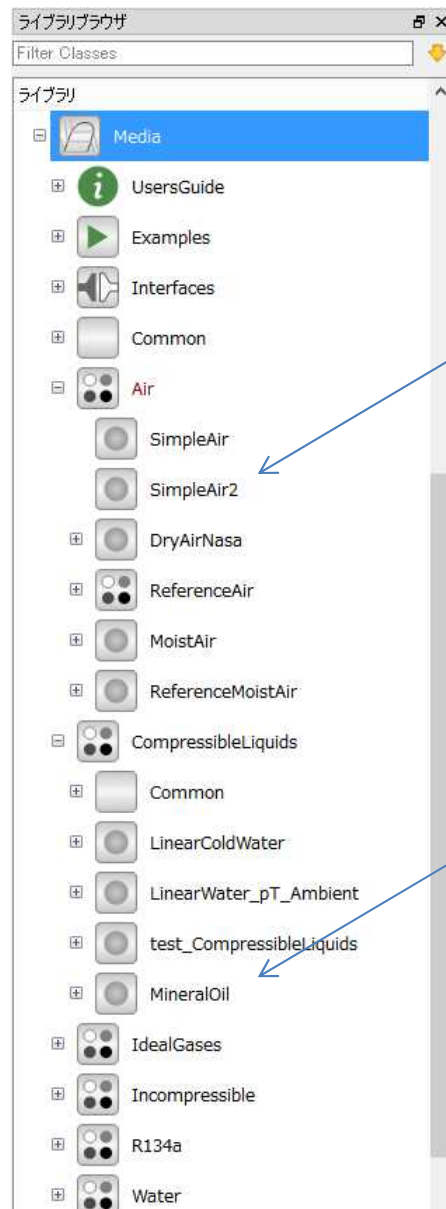 ライブラリブラウザ
Filter Classes
ライブラリ
Media
UsersGuide
Examples
Interfaces
Common
Air
SimpleAir
SimpleAir2
DryAirNasa
ReferenceAir
MoistAir
ReferenceMoistAir
CompressibleLiquids
Common
LinearColdWater
LinearWater_pT_Ambient
test_CompressibleLiquids
MineralOil
IdealGases
Incompressible
R134a
Water